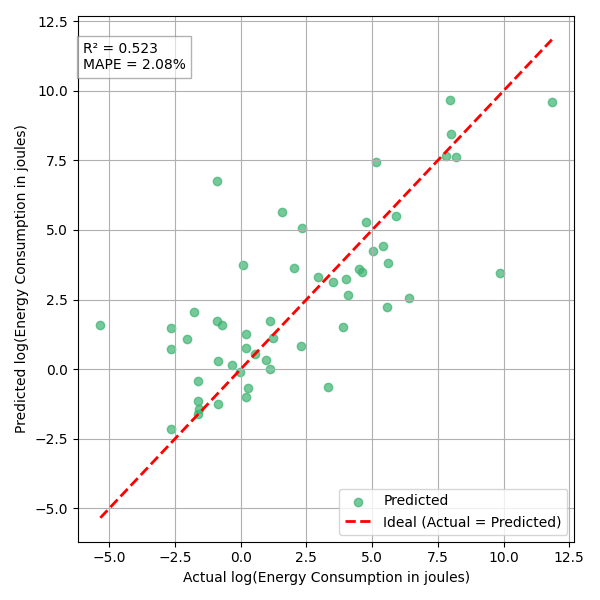 R² = 0.523
MAPE = 2.08%
12.5
10.0
7.5
5.0
2.5
0.0
−2.5
−5.0
Predicted log(Energy Consumption in joules)
Predicted
Ideal (Actual = Predicted)
−5.0 −2.5 0.0 2.5 5.0 7.5 10.0 12.5
Actual log(Energy Consumption in joules)